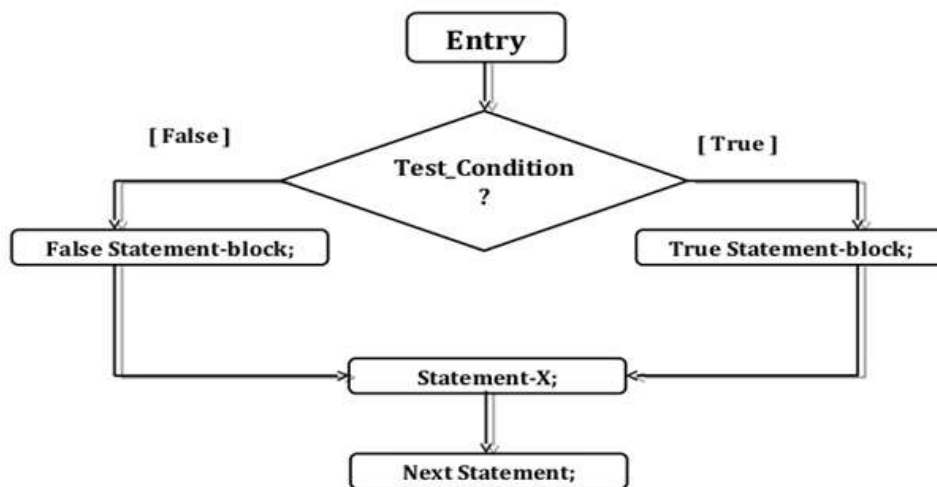 Entry
[ False ]
[ True ]
Test_Condition
?
False Statement-block;
True Statement-block;
Statement-X;
Next Statement;